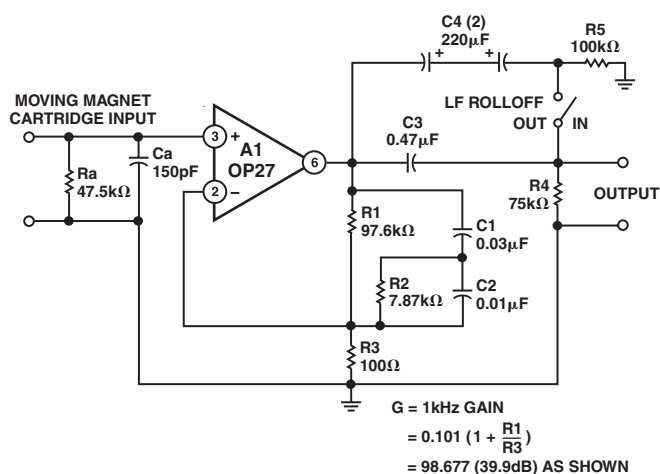 C4 (2)
220μF
+ +
R5
100kΩ
MOVING MAGNET
CARTRIDGE INPUT
LF ROLLOFF
OUT IN
C3
0.47μF
3 +
A1
OP27
6
2 –
Ra
47.5kΩ
Ca
150pF
R4
75kΩ
OUTPUT
R1
97.6kΩ
C1
0.03μF
R2
7.87kΩ
C2
0.01μF
R3
100Ω
G = 1kHz GAIN
= 0.101 (1 + R1/R3)
= 98.677 (39.9dB) AS SHOWN